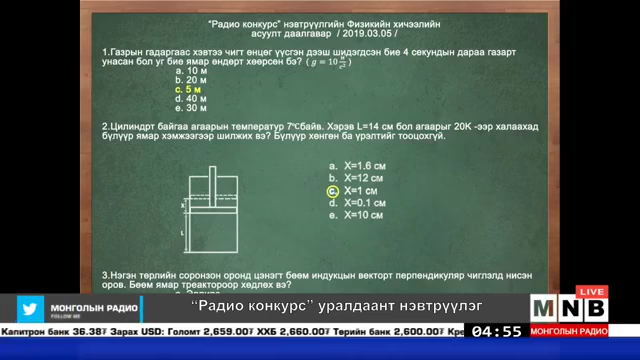 “Радио конкурс” нэвтрүүлгийн Физикийн хичээлийн
асуулт даалгавар / 2019.03.05 /
1.Газрын гадаргаас хэвтээ чигт өнцөг үүсгэн дээш шидэгдсэн бие 4 секундын дараа газарт
унасан бол уг бие ямар өндөрт хөөрсөн бэ? ( g = 10 м/с²)
a. 10 м
b. 20 м
c. 5 м
d. 40 м
e. 30 м
2.Цилиндрт байгаа агаарын температур 7℃байв. Хэрэв L=14 см бол агаарыг 20K -ээр халаахад
бүлүүр ямар хэмжээгээр шилжих вэ? Бүлүүр хөнгөн ба үрэлтийг тооцохгүй.
a. X=1.6 см
b. X=12 см
c. X=1 см
d. X=0.1 см
e. X=10 см
L
3.Нэгэн төрлийн соронзон оронд цэнэгт бөөм индукцын векторт перпендикуляр чиглэлд нисэн
оров. Бөөм ямар треактороор хөдлөх вэ?
МОНГОЛЫН РАДИО
FOLLOW ME
“Радио конкурс” уралдаант нэвтрүүлэг
LIVE
MNB
Капитрон банк 36.38₮ Зарах USD: Голомт 2,659.00₮ ХХБ 2,660.00₮ Төрийн банк 2,600.00₮ Кре
04:55
МОНГОЛЫН РАДИО